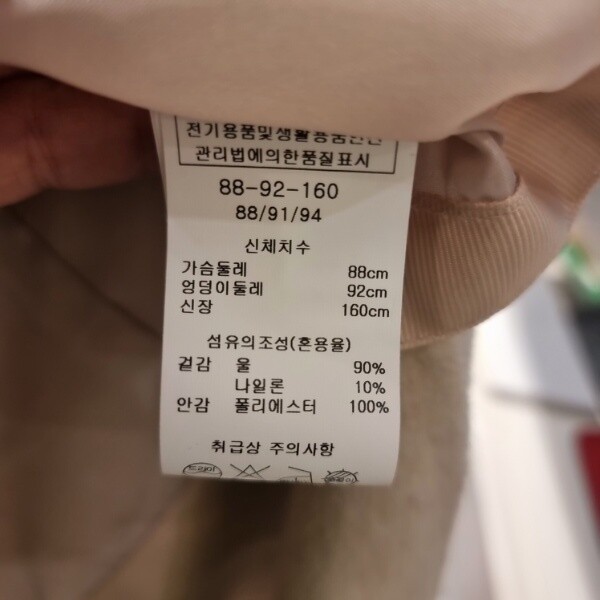 전기용품및생활용품안전
관리법에의한품질표시
88-92-160
88/91/94
신체치수
가슴둘레 88cm
엉덩이둘레 92cm
신장 160cm
섬유의조성(혼용율)
겉감 울 90%
나일론 10%
안감 폴리에스터 100%
취급상 주의사항
드라이